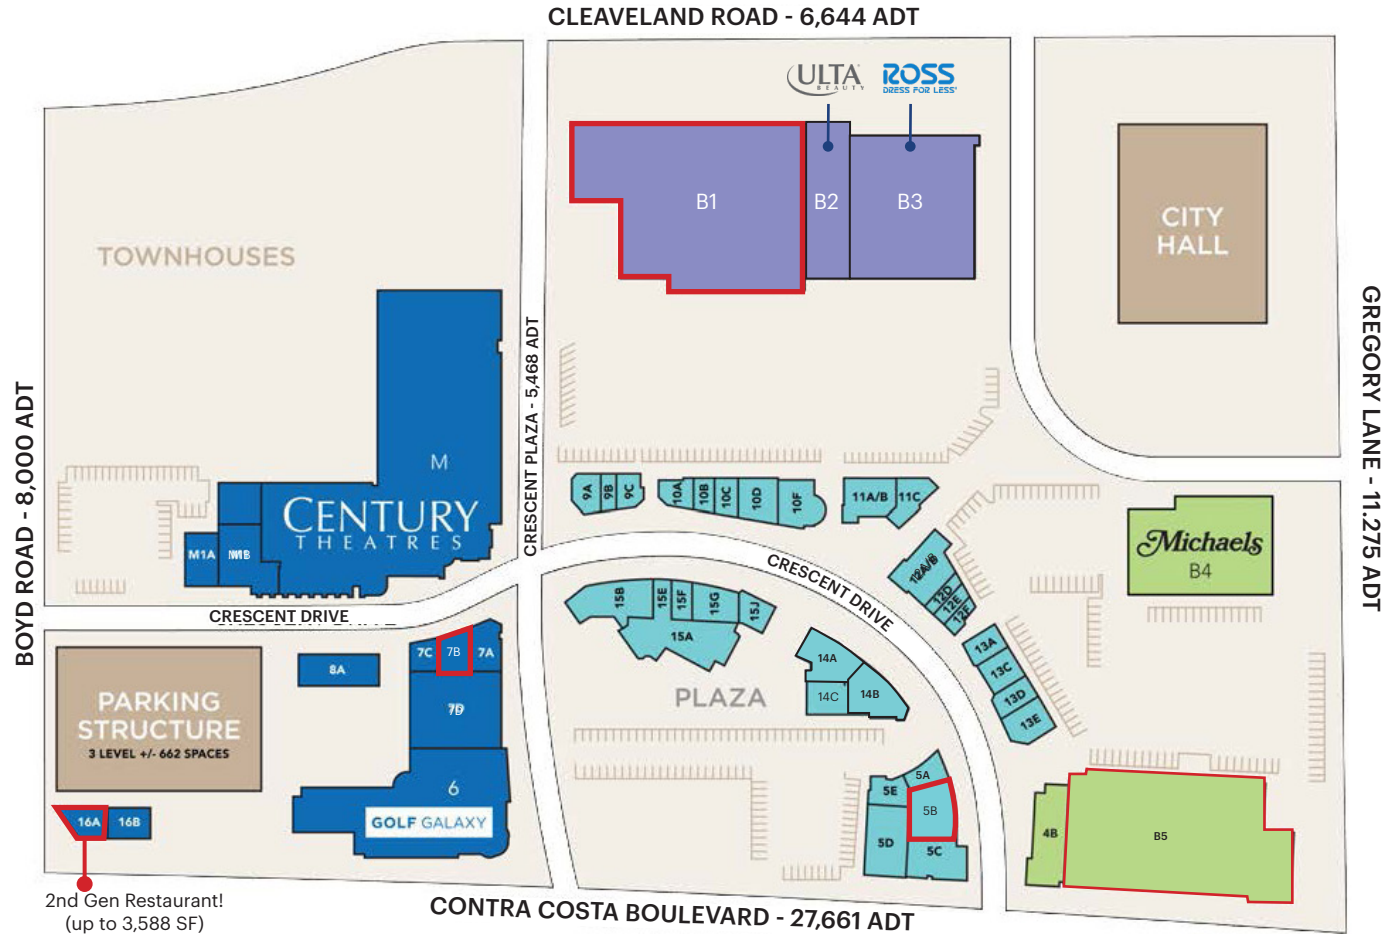 CLEAVELAND ROAD - 6,644 ADT
ULTA
BEAUTY
ROSS
DRESS FOR LESS
B1
B2
B3
CITY
HALL
TOWNHOUSES
GREGORY LANE - 11.275 ADT
CRESCENT PLAZA - 5,468 ADT
BOYD ROAD - 8,000 ADT
M
CENTURY
THEATRES
M1A
9A
9B
9C
10A
10B
10C
10D
10F
11A/B
11C
Michaels
B4
12D
12E
12F
CRESCENT DRIVE
CRESCENT DRIVE
15B
15E
15F
15G
15J
15A
13A
13C
13D
13E
7C
7B
7A
8A
14A
14C
14B
PLAZA
PARKING
STRUCTURE
3 LEVEL +/- 662 SPACES
6
GOLF GALAXY
16A
16B
5A
5E
5B
5D
5C
4B
B5
2nd Gen Restaurant!
(up to 3,588 SF)
CONTRA COSTA BOULEVARD - 27,661 ADT